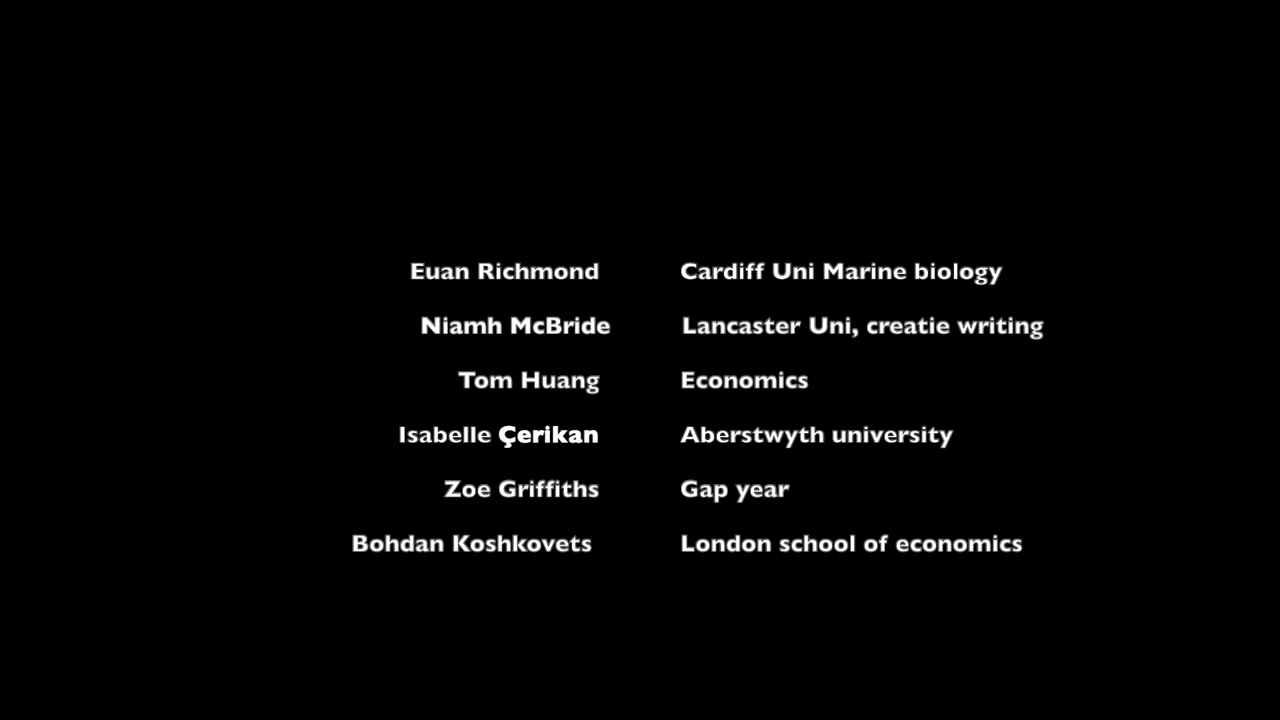 Euan Richmond Cardiff Uni Marine biology
Niamh McBride Lancaster Uni, creatie writing
Tom Huang Economics
Isabelle Çerikan Aberstwyth university
Zoe Griffiths Gap year
Bohdan Koshkovets London school of economics